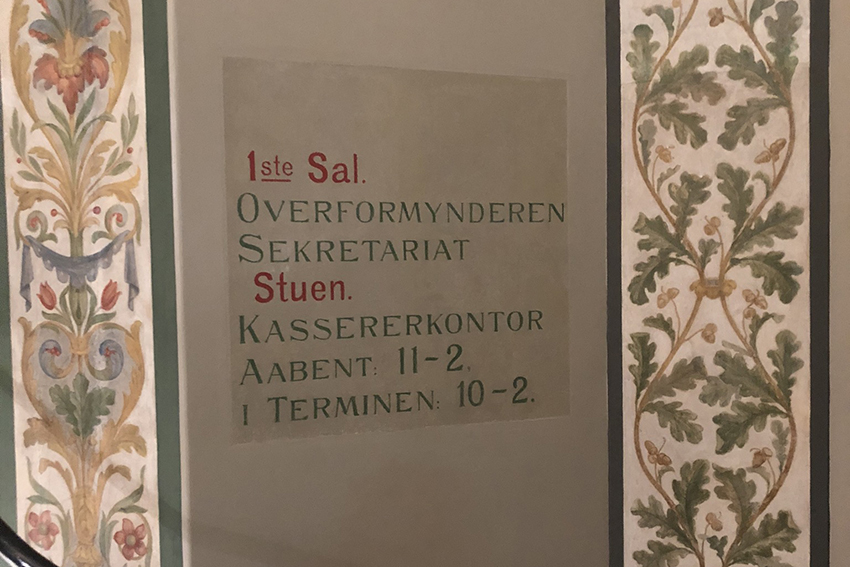 1ste Sal.
OVERFORMYNDEREN
SEKRETARIAT
Stuen.
KASSERERKONTOR
AABENT: 11-2.
I TERMINEN: 10-2.